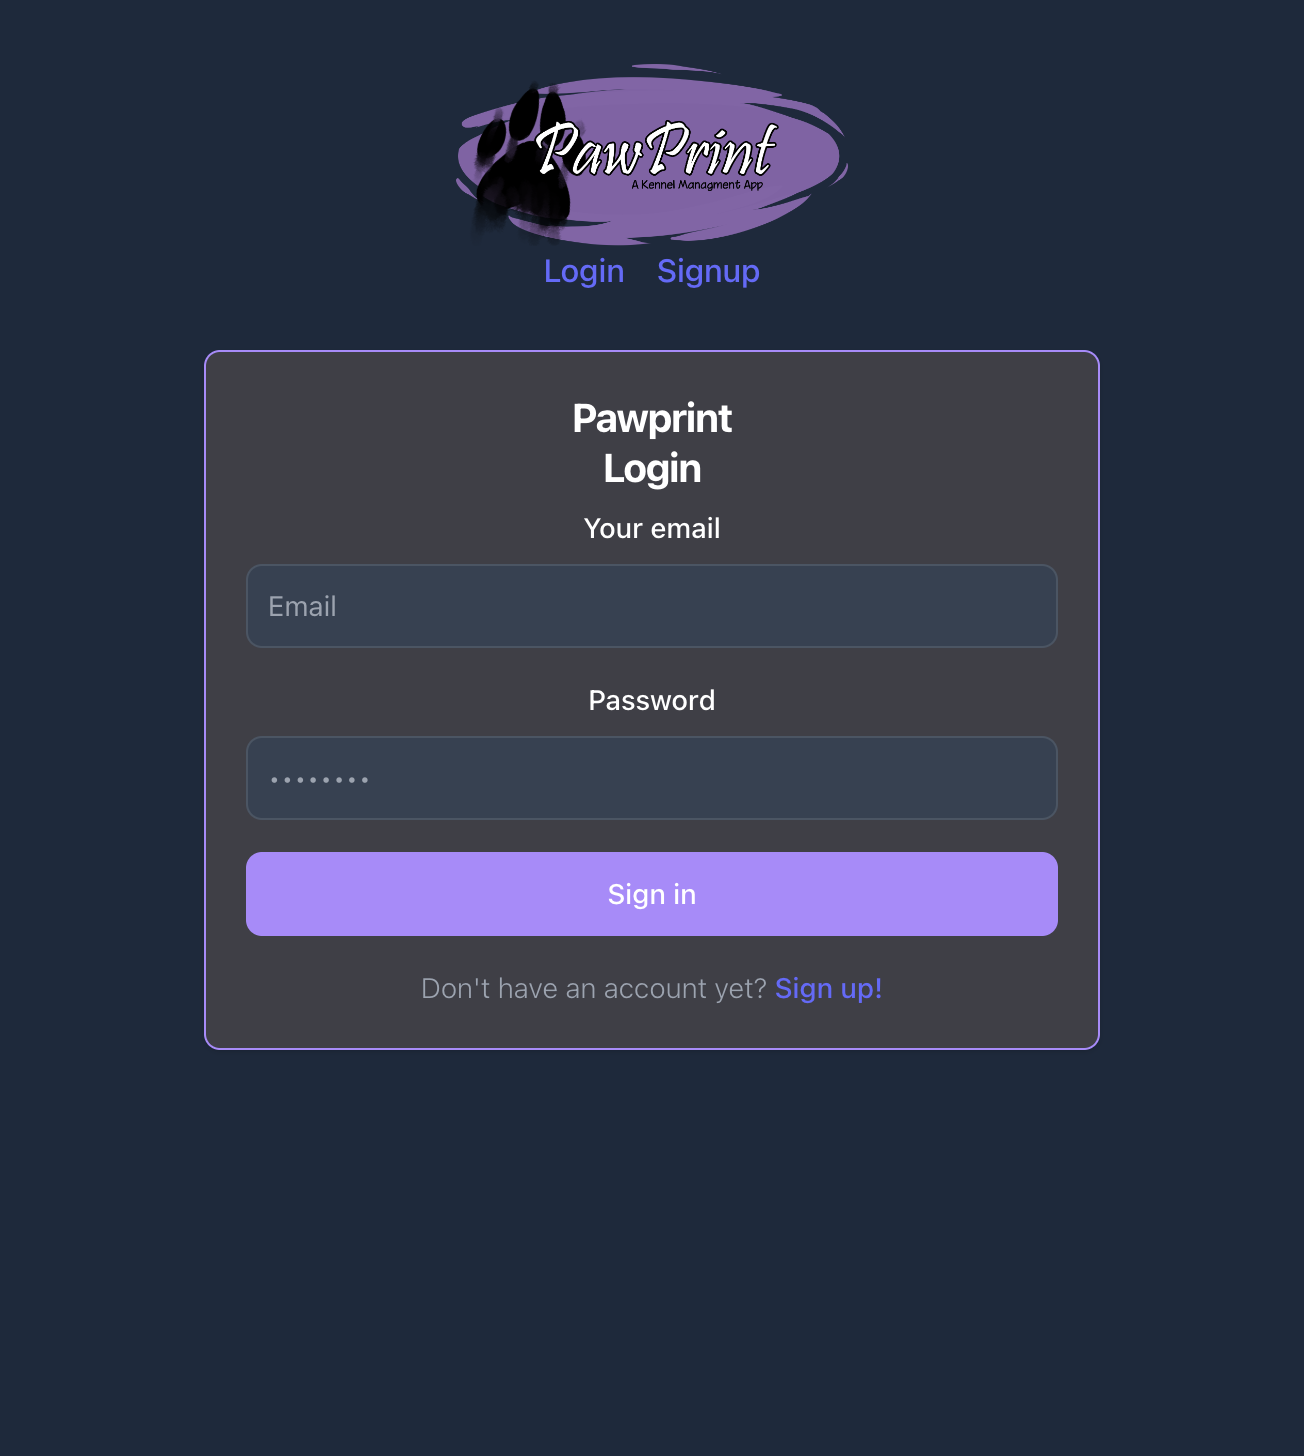 PawPrint
A Kennel Managment App
Login Signup
Pawprint
Login
Your email
Email
Password
••••••••
Sign in
Don't have an account yet? Sign up!